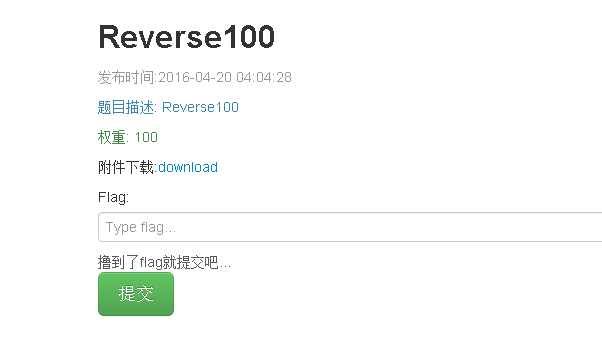 Reverse100
发布时间:2016-04-20 04:04:28
题目描述: Reverse100
权重: 100
附件下载:download
Flag:
Type flag...
撸到了flag就提交吧...
提交